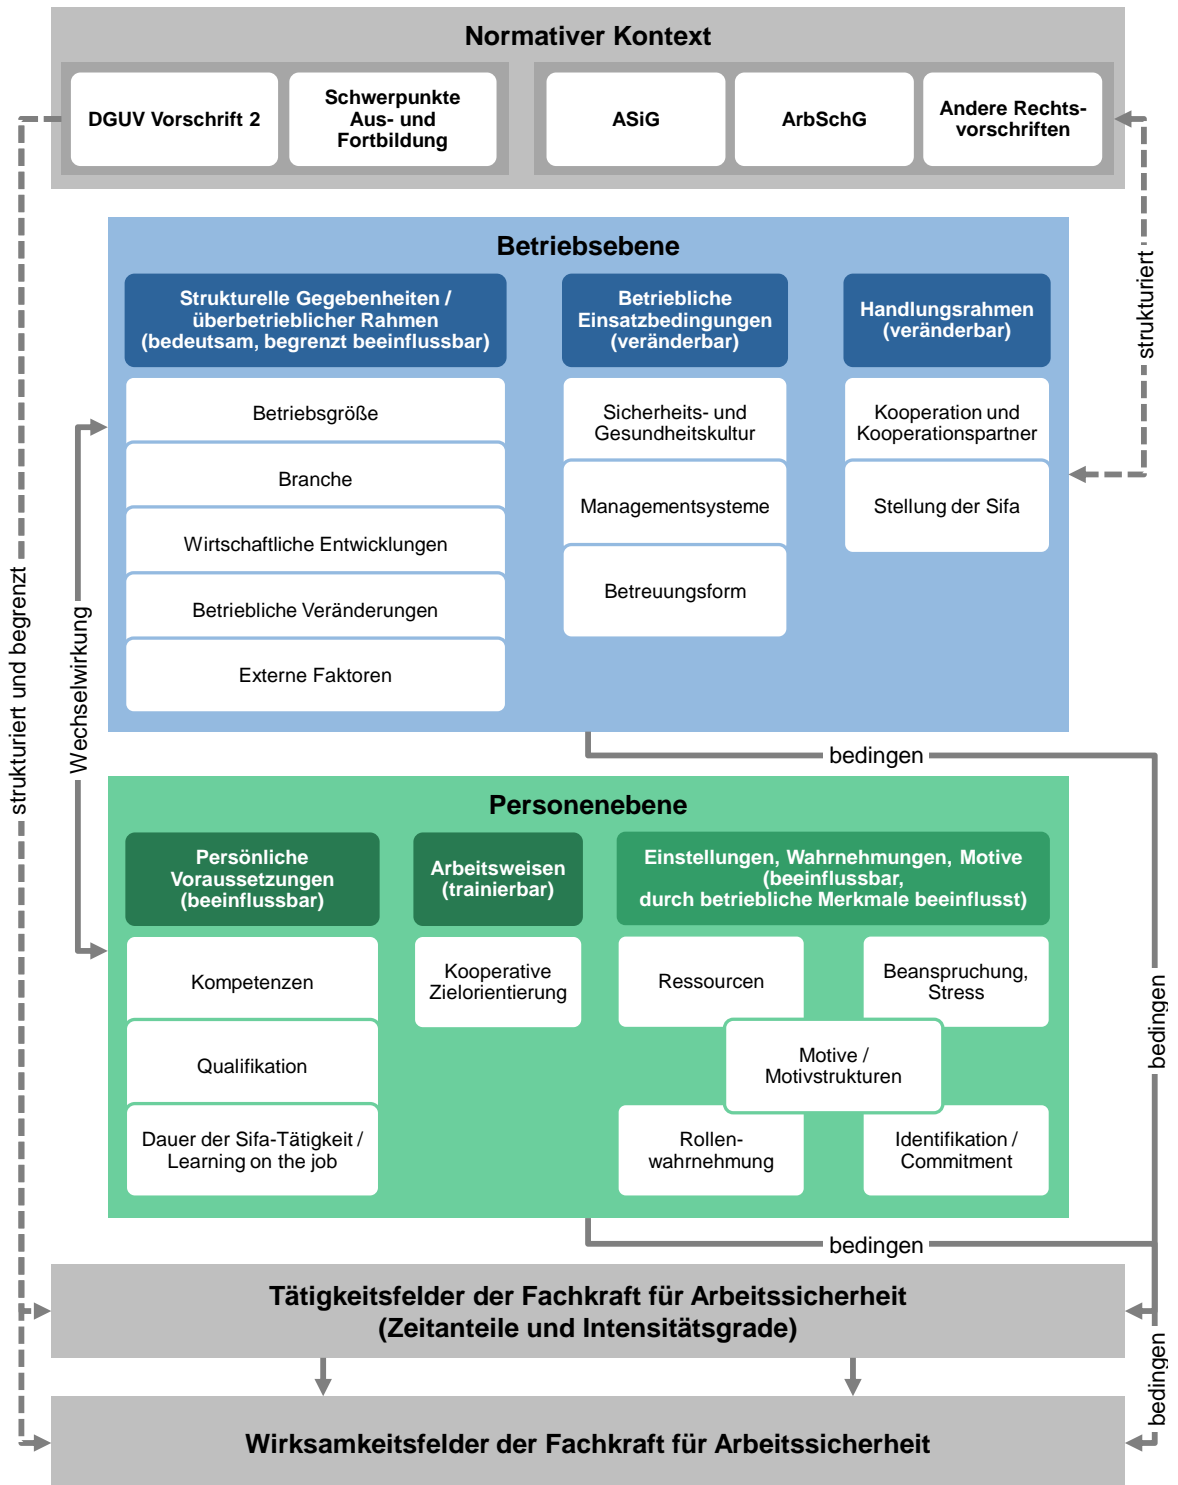 Normativer Kontext
DGUV Vorschrift 2
Schwerpunkte
Aus- und
Fortbildung
ASiG
ArbSchG
Andere Rechts-
vorschriften
strukturiert
strukturiert und begrenzt
Wechselwirkung
Betriebsebene
Strukturelle Gegebenheiten /
überbetrieblicher Rahmen
(bedeutsam, begrenzt beeinflussbar)
Betriebsgröße
Branche
Wirtschaftliche Entwicklungen
Betriebliche Veränderungen
Externe Faktoren
Betriebliche
Einsatzbedingungen
(veränderbar)
Sicherheits- und
Gesundheitskultur
Managementsysteme
Betreuungsform
Handlungsrahmen
(veränderbar)
Kooperation und
Kooperationspartner
Stellung der Sifa
bedingen
Personenebene
Persönliche
Voraussetzungen
(beeinflussbar)
Kompetenzen
Qualifikation
Dauer der Sifa-Tätigkeit /
Learning on the job
Arbeitsweisen
(trainierbar)
Kooperative
Zielorientierung
Einstellungen, Wahrnehmungen, Motive
(beeinflussbar,
durch betriebliche Merkmale beeinflusst)
Ressourcen
Beanspruchung,
Stress
Motive /
Motivstrukturen
Rollen-
wahrnehmung
Identifikation /
Commitment
bedingen
bedingen
Tätigkeitsfelder der Fachkraft für Arbeitssicherheit
(Zeitanteile und Intensitätsgrade)
bedingen
Wirksamkeitsfelder der Fachkraft für Arbeitssicherheit